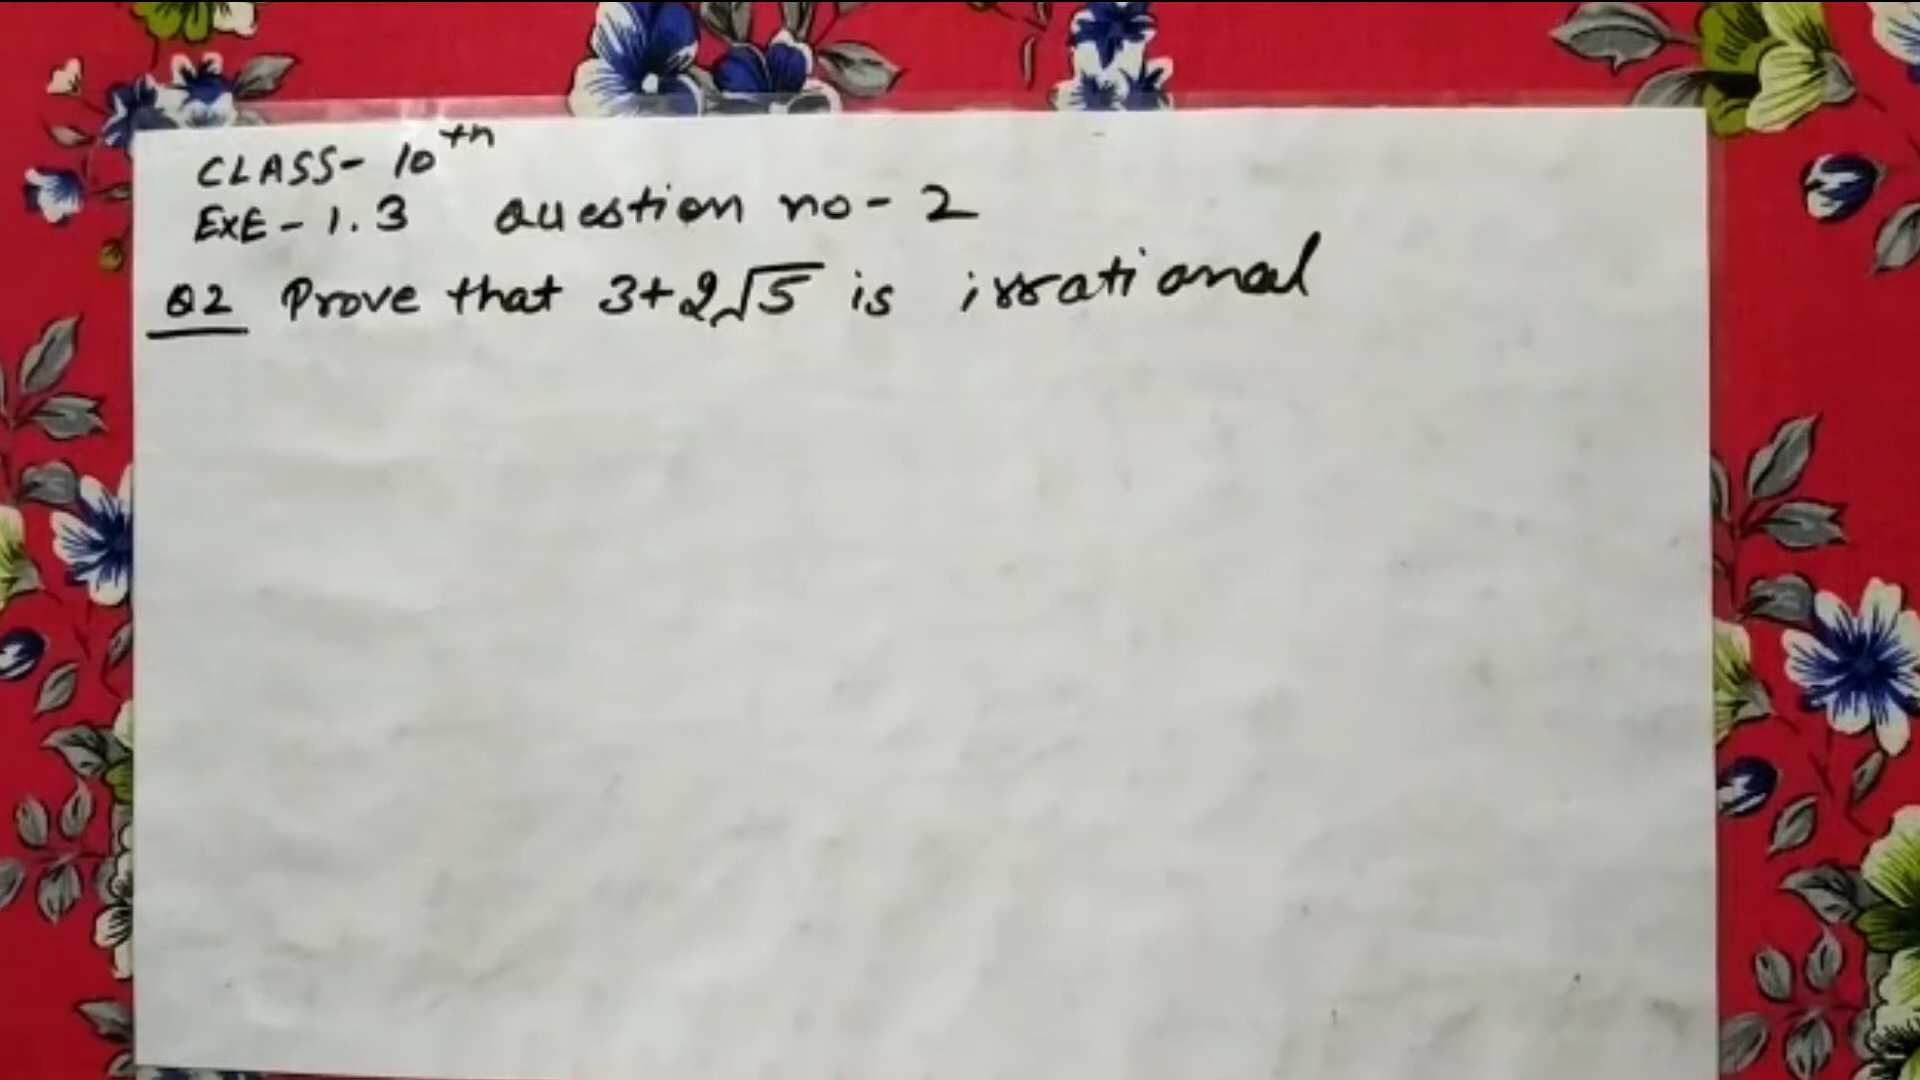 CLASS- 10th
EXE - 1.3 Question no - 2
Q2 Prove that 3+2√5 is irrational